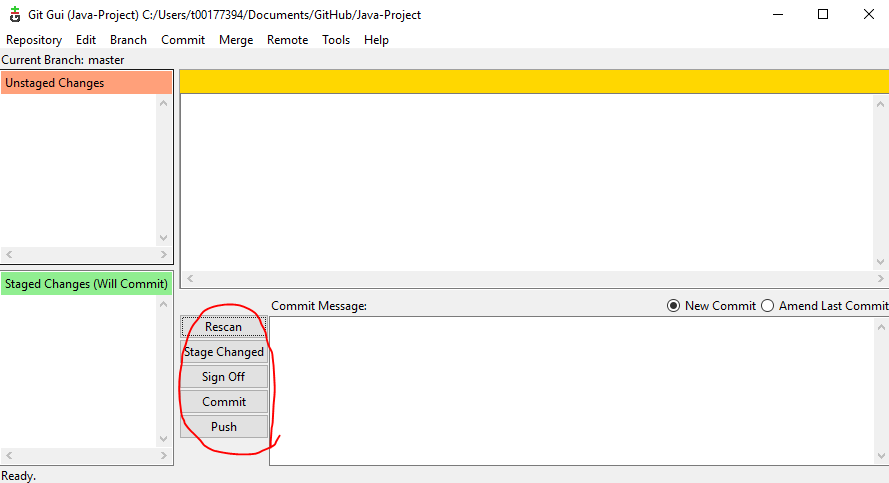 Git Gui (Java-Project) C:/Users/t00177394/Documents/GitHub/Java-Project
Repository Edit Branch Commit Merge Remote Tools Help
Current Branch: master
Unstaged Changes
Staged Changes (Will Commit)
Commit Message: New Commit Amend Last Commit
Rescan
Stage Changed
Sign Off
Commit
Push
Ready.